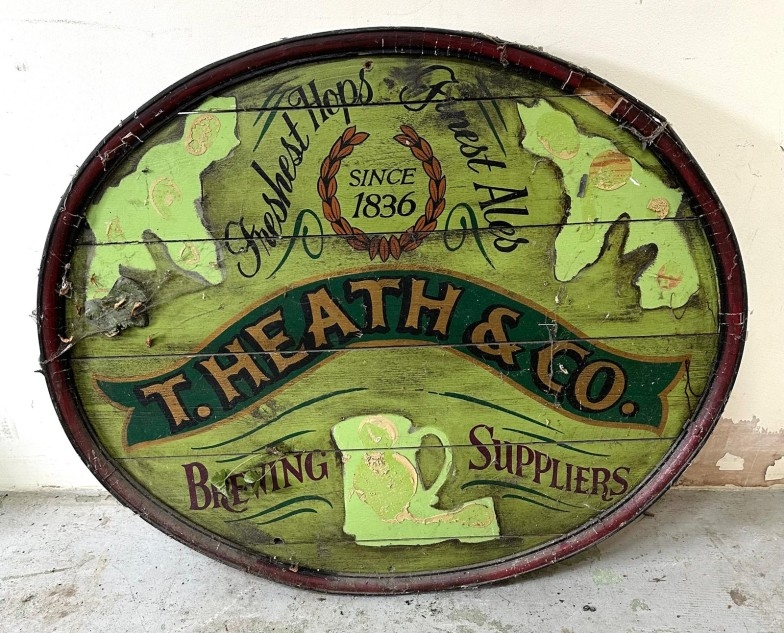 Freshest Hops
Finest Ales
SINCE
1836
T. HEATH & CO.
BREWING SUPPLIERS